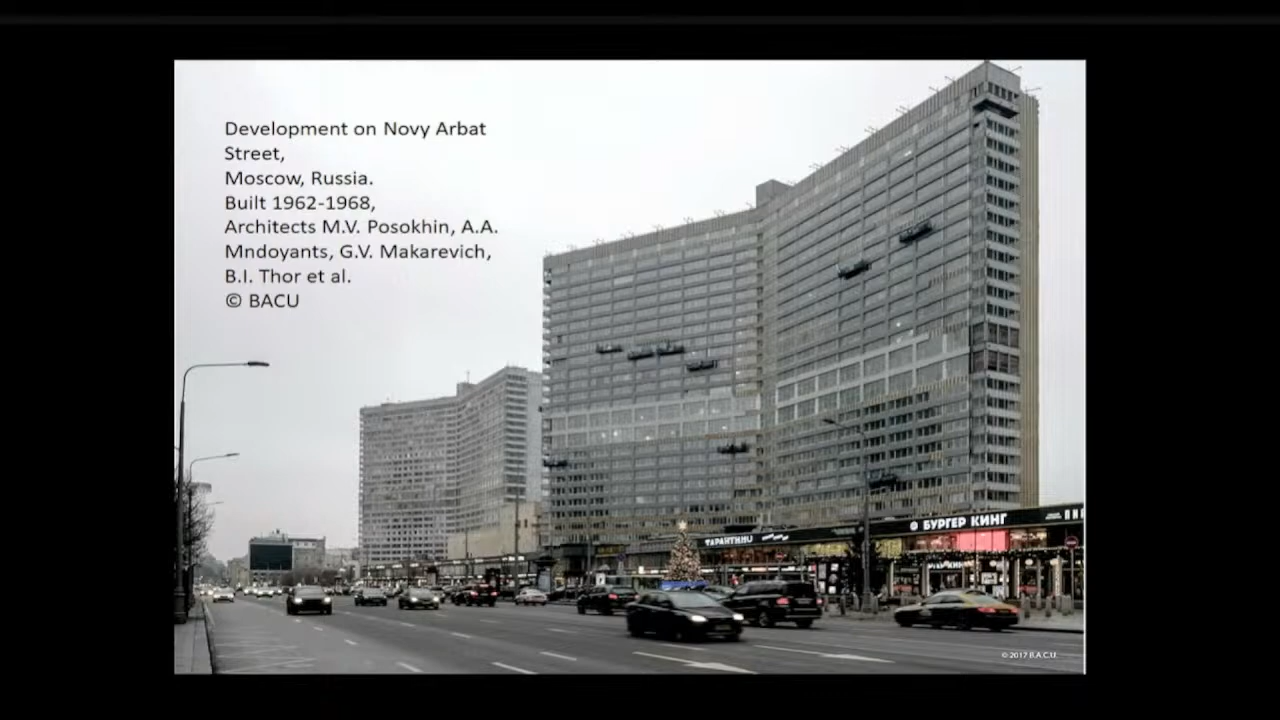 Development on Novy Arbat
Street,
Moscow, Russia.
Built 1962-1968,
Architects M.V. Posokhin, A.A.
Mndoyants, G.V. Makarevich,
B.I. Thor et al.
© BACU
БУРГЕР КИНГ
ТАРАНТИНО
© 2017 B.A.C.U.